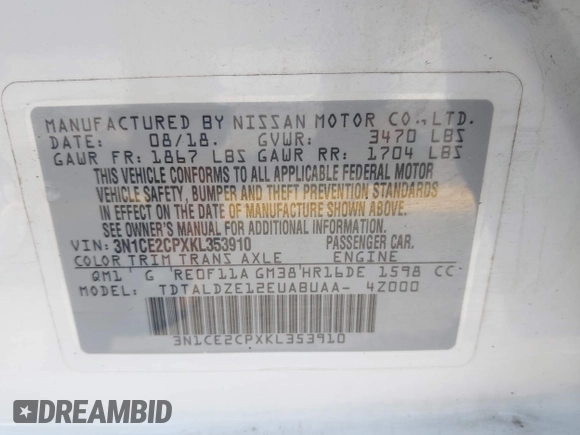 MANUFACTURED BY NISSAN MOTOR CO., LTD.
DATE: 08/18. GVWR: 3470 LBS
GAWR FR: 1867 LBS GAWR RR: 1704 LBS
THIS VEHICLE CONFORMS TO ALL APPLICABLE FEDERAL MOTOR
VEHICLE SAFETY, BUMPER AND THEFT PREVENTION STANDARDS
IN EFFECT ON THE DATE OF MANUFACTURE SHOWN ABOVE.
SEE OWNER'S MANUAL FOR ADDITIONAL INFORMATION.
VIN: 3N1CE2CPXKL353910 PASSENGER CAR.
COLOR TRIM TRANS AXLE ENGINE
QM1 G RE0F11A GM38 HR16DE 1598 CC
MODEL: TDTALDZE12EUABUAA- 4Z000
3N1CE2CPXKL353910
DREAMBID